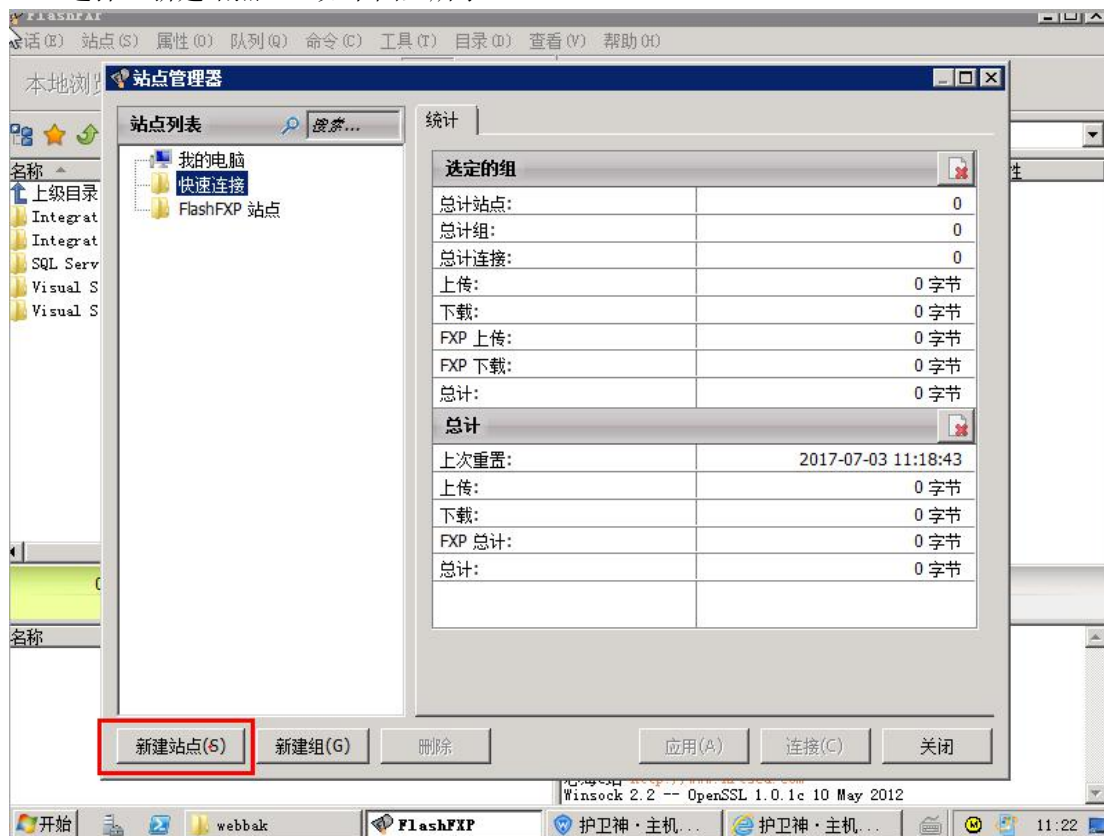 FlashFXP
话(E) 站点(S) 属性(O) 队列(Q) 命令(C) 工具(T) 目录(D) 查看(V) 帮助(H)
本地浏览
站点管理器
站点列表
搜索...
统计
名称
上级目录
Integrat
Integrat
SQL Serv
Visual S
Visual S
我的电脑
快速连接
FlashFXP 站点
选定的组
总计站点: 0
总计组: 0
总计连接: 0
上传: 0 字节
下载: 0 字节
FXP 上传: 0 字节
FXP 下载: 0 字节
总计: 0 字节
总计
上次重置: 2017-07-03 11:18:43
上传: 0 字节
下载: 0 字节
FXP 总计: 0 字节
总计: 0 字节
性
名称
新建站点(S) 新建组(G) 删除 应用(A) 连接(C) 关闭
Winsock 2.2 -- OpenSSL 1.0.1c 10 May 2012
开始 webbak FlashFXP 护卫神·主机... 护卫神·主机... 11:22